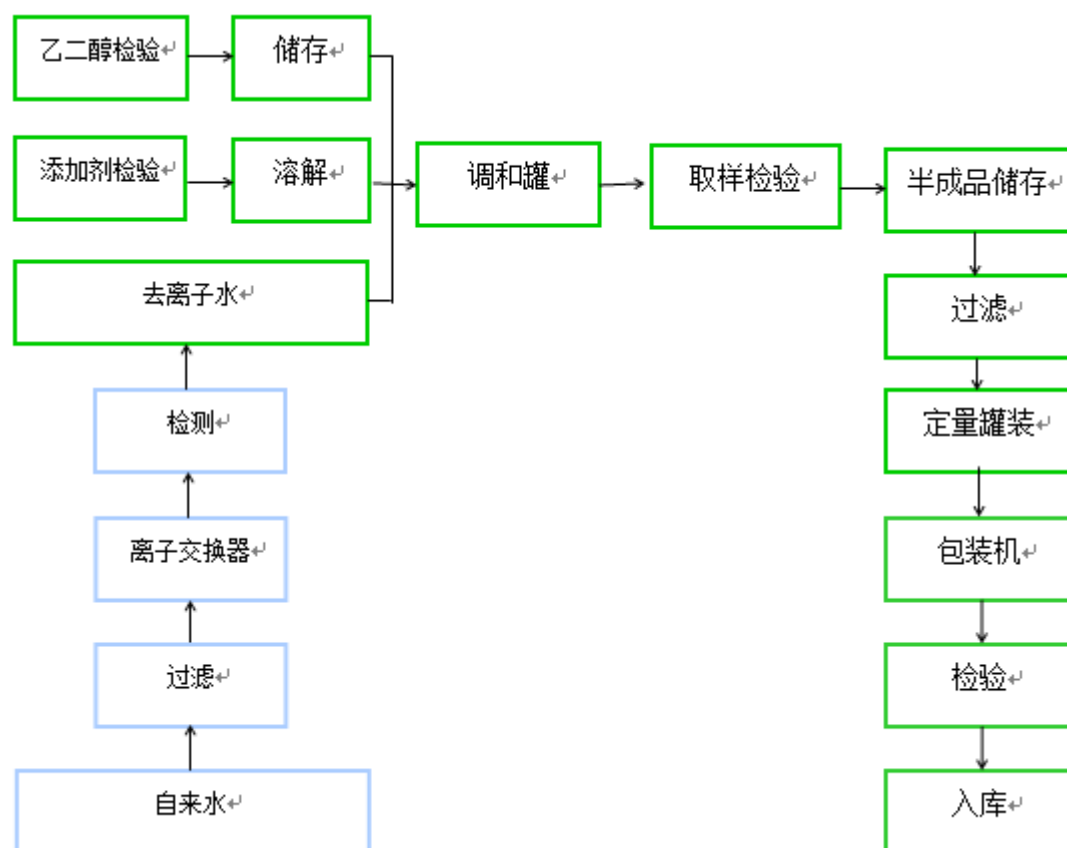 乙二醇检验
储存
添加剂检验
溶解
调和罐
取样检验
半成品储存
去离子水
过滤
检测
定量罐装
离子交换器
包装机
过滤
检验
自来水
入库